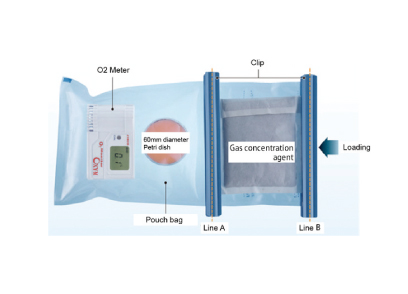 Clip
O2 Meter
60mm diameter
Petri dish
Gas concentration
agent
Loading
Pouch bag
Line A
Line B